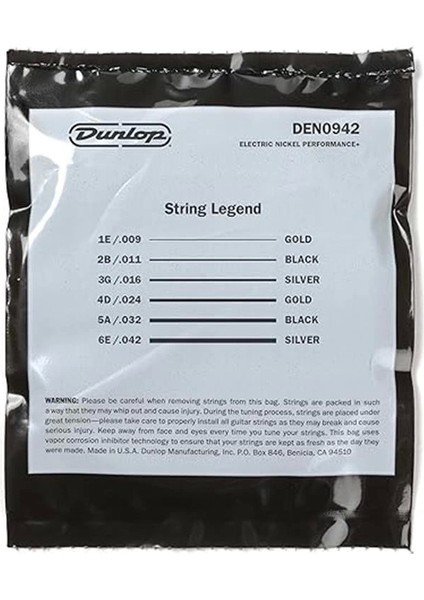 Dunlop
DEN0942
ELECTRIC NICKEL PERFORMANCE+
String Legend
1E/.009 GOLD
2B/.011 BLACK
3G/.016 SILVER
4D/.024 GOLD
5A/.032 BLACK
6E/.042 SILVER
WARNING: Please be careful when removing strings from this bag. Strings are packed in such
a way that they may whip out and cause injury. During the tuning process, strings are placed under
great tension—please take care to properly install all guitar strings as they may break and cause
serious injury. Keep away from face and eyes every time you tune your strings. This bag uses
vapor corrosion inhibitor technology to ensure that your strings are kept as fresh as the day they
were made. Made in U.S.A. Dunlop Manufacturing, Inc. P.O. Box 846, Benicia, CA 94510